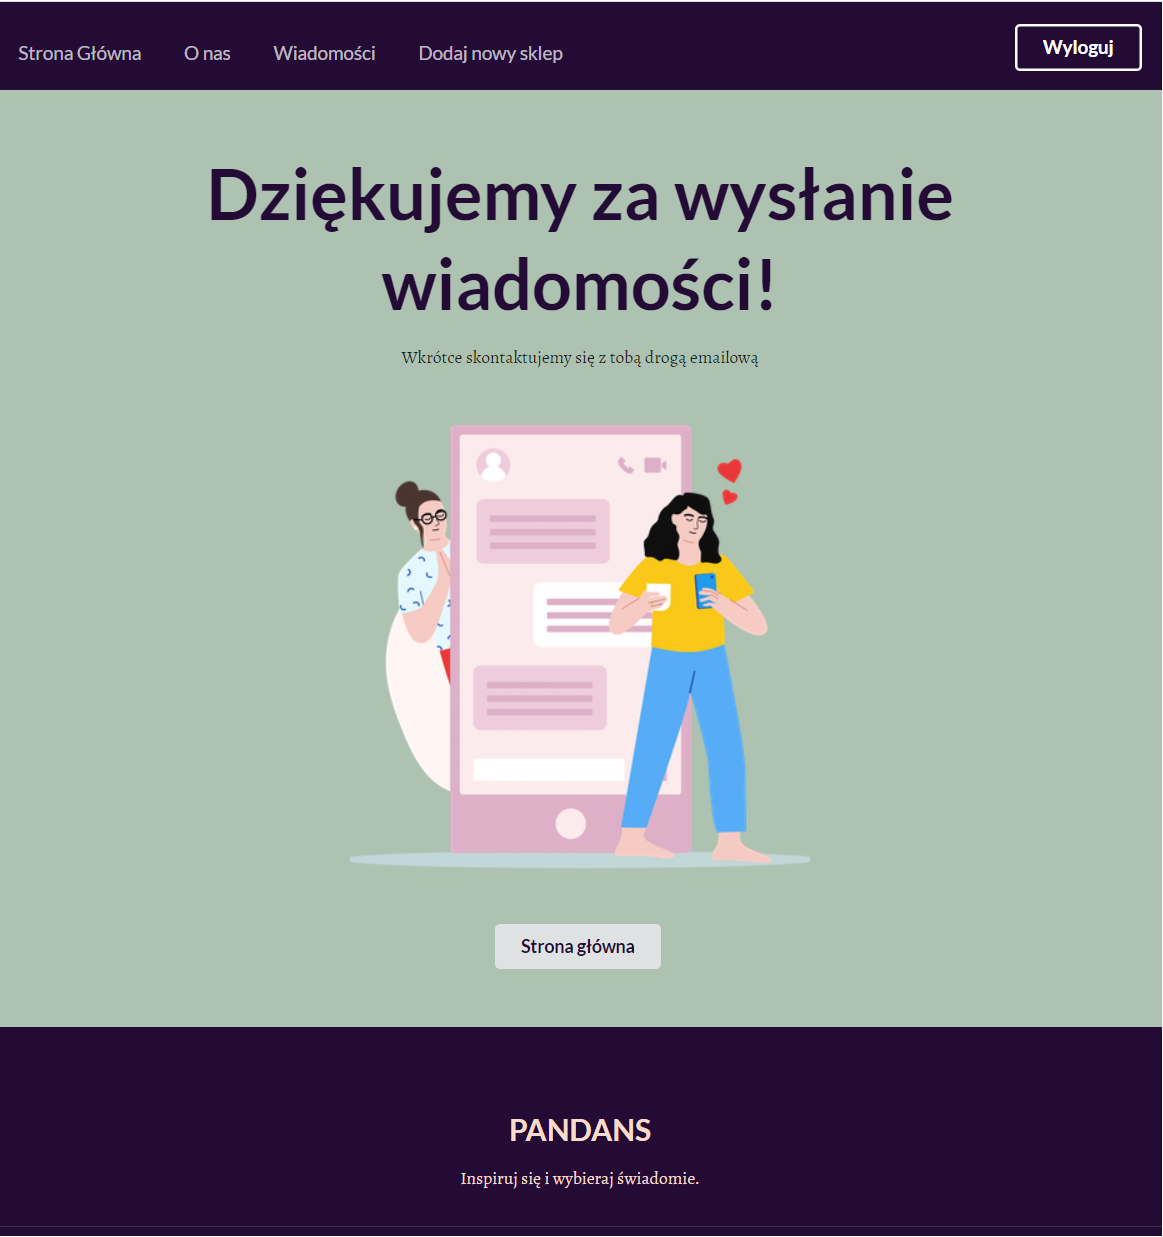 Strona Główna O nas Wiadomości Dodaj nowy sklep Wyloguj
Dziękujemy za wysłanie
wiadomości!
Wkrótce skontaktujemy się z tobą drogą emailową
Strona główna
PANDANS
Inspiruj się i wybieraj świadomie.